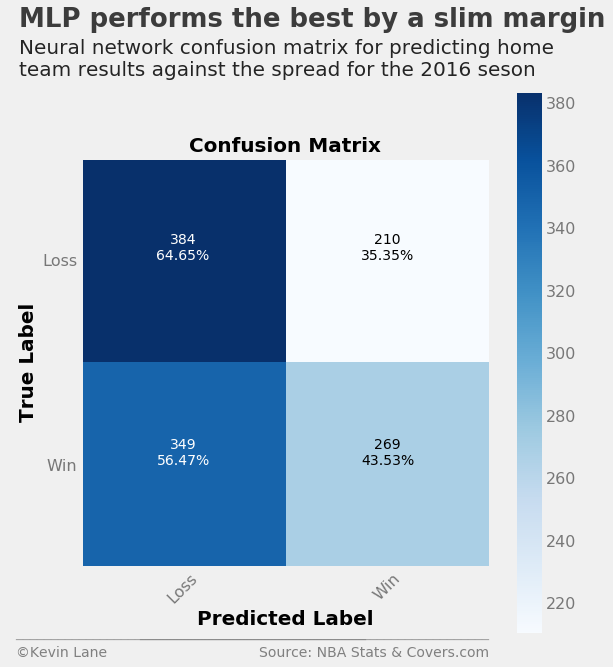 MLP performs the best by a slim margin
Neural network confusion matrix for predicting home
team results against the spread for the 2016 seson
Confusion Matrix
380
360
340
320
300
280
260
240
220
True Label
Loss
384
64.65%
210
35.35%
Win
349
56.47%
269
43.53%
Loss
Win
Predicted Label
©Kevin Lane
Source: NBA Stats & Covers.com